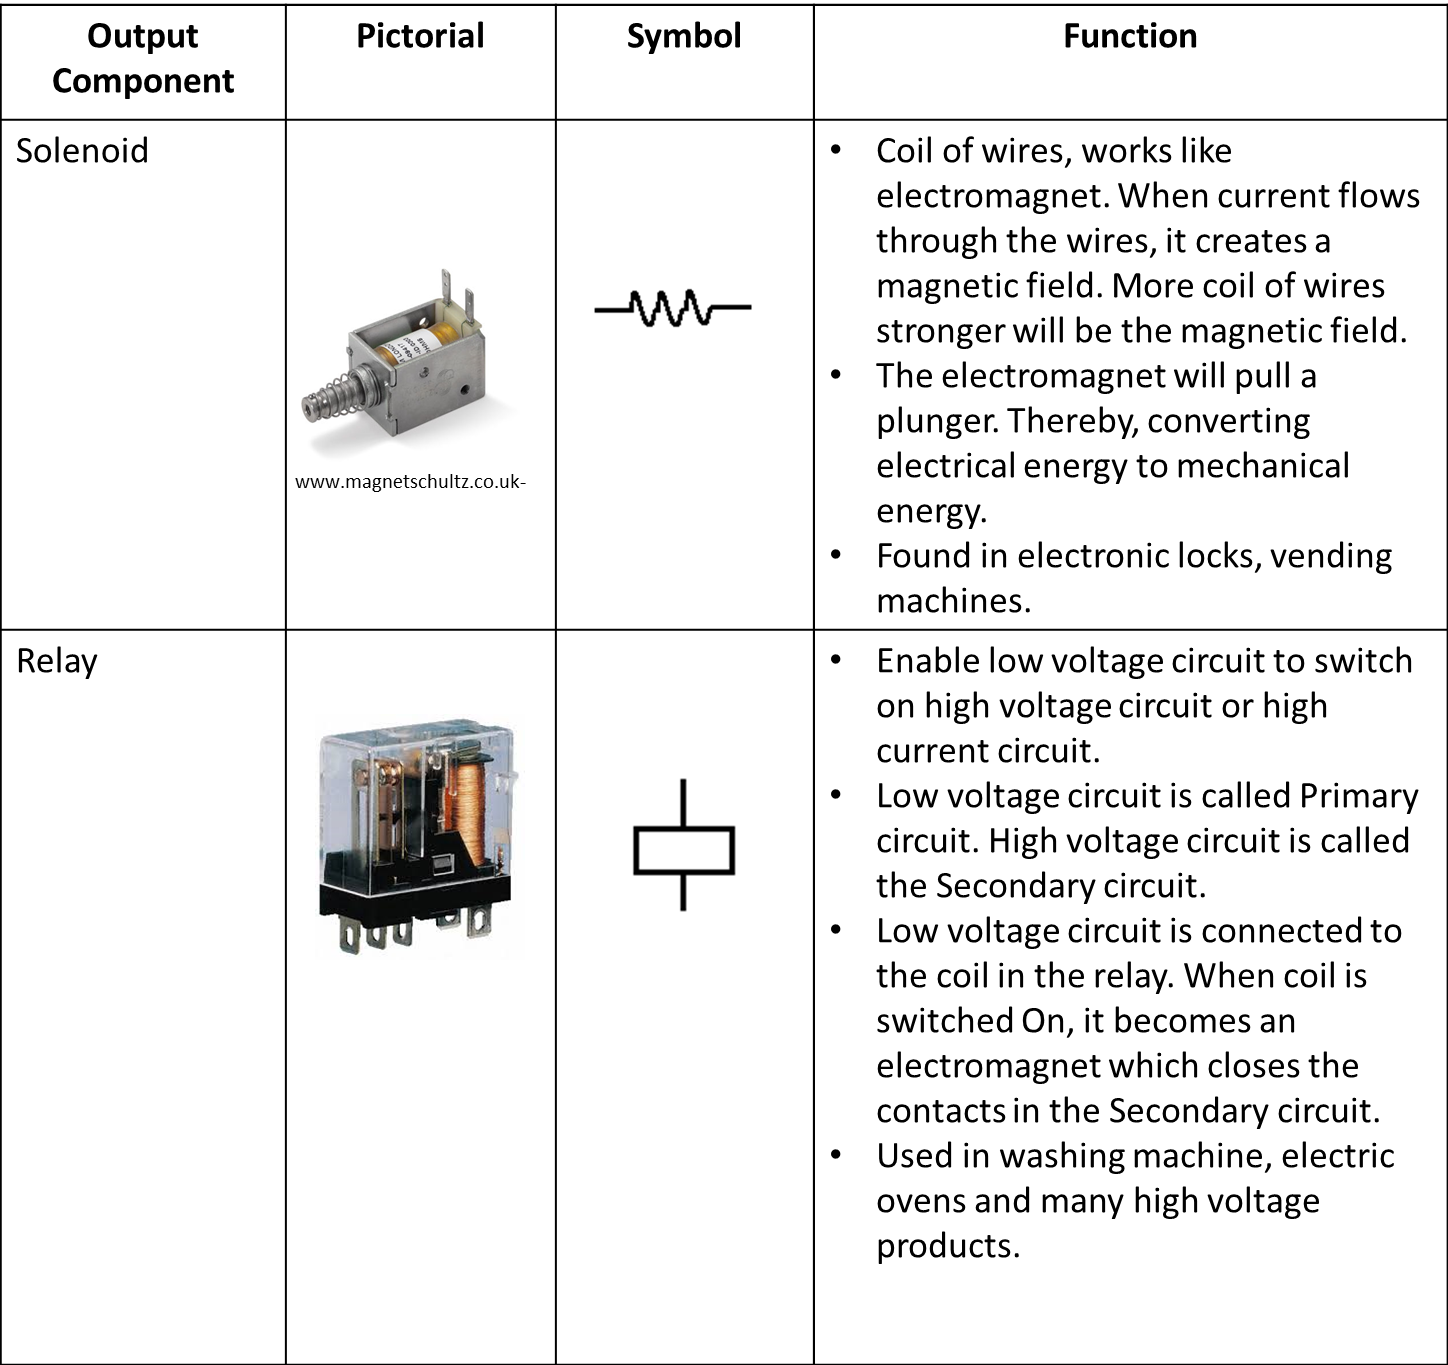 Output
Component
Pictorial
Symbol
Function
Solenoid
www.magnetschultz.co.uk-
• Coil of wires, works like
electromagnet. When current flows
through the wires, it creates a
magnetic field. More coil of wires
stronger will be the magnetic field.
• The electromagnet will pull a
plunger. Thereby, converting
electrical energy to mechanical
energy.
• Found in electronic locks, vending
machines.
Relay
• Enable low voltage circuit to switch
on high voltage circuit or high
current circuit.
• Low voltage circuit is called Primary
circuit. High voltage circuit is called
the Secondary circuit.
• Low voltage circuit is connected to
the coil in the relay. When coil is
switched On, it becomes an
electromagnet which closes the
contacts in the Secondary circuit.
• Used in washing machine, electric
ovens and many high voltage
products.